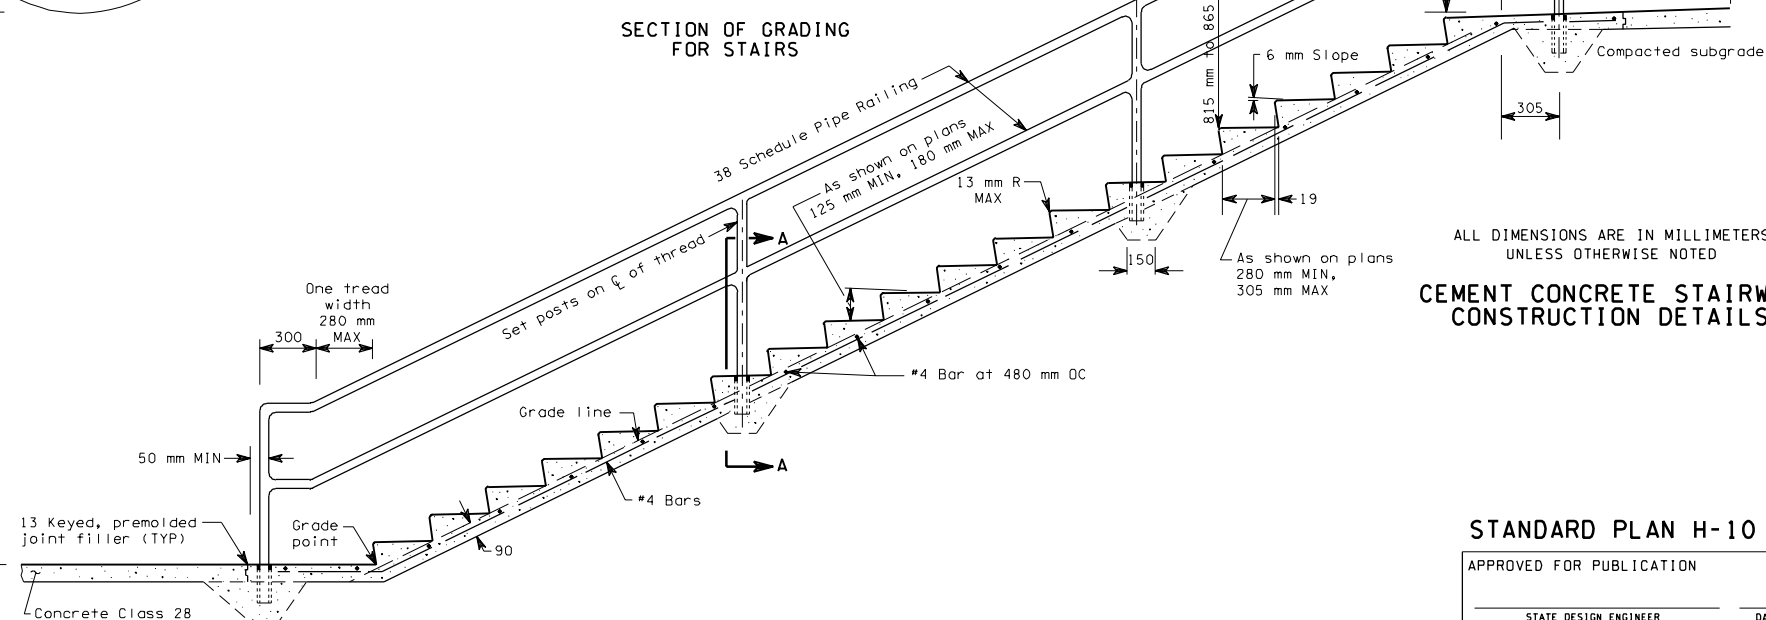 SECTION OF GRADING
FOR STAIRS
815 mm to 865
6 mm Slope
Compacted subgrade
305
38 Schedule Pipe Railing
As shown on plans
125 mm MIN, 180 mm MAX
13 mm R
MAX
19
A
Set posts on ℄ of thread
150
As shown on plans
280 mm MIN,
305 mm MAX
ALL DIMENSIONS ARE IN MILLIMETERS
UNLESS OTHERWISE NOTED
CEMENT CONCRETE STAIRW
CONSTRUCTION DETAILS
One tread
width
280 mm
MAX
300
#4 Bar at 480 mm OC
Grade line
50 mm MIN
A
#4 Bars
13 Keyed, premolded
joint filler (TYP)
Grade
point
90
Concrete Class 28
STANDARD PLAN H-10
APPROVED FOR PUBLICATION
STATE DESIGN ENGINEER
DA